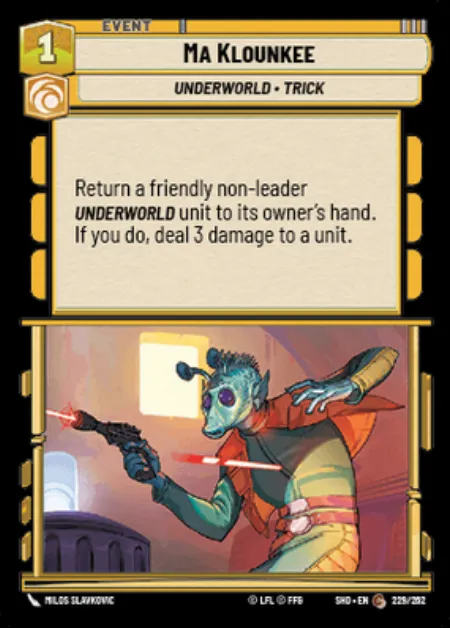 EVENT
1
MA KLOUNKEE
UNDERWORLD • TRICK
Return a friendly non-leader
UNDERWORLD unit to its owner's hand.
If you do, deal 3 damage to a unit.
MILOS SLAVKOVIC
© LFL © FFG
SHD • EN
C
229/262